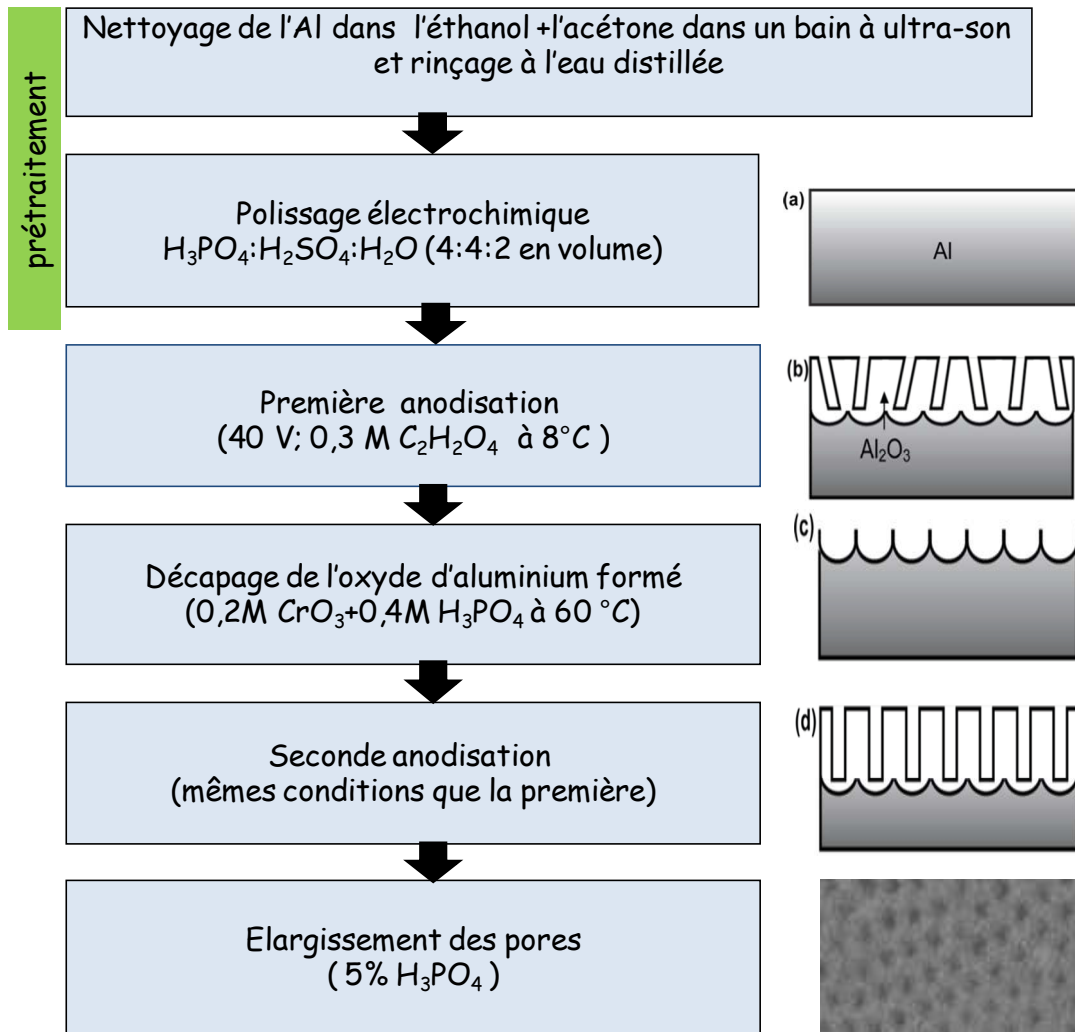 prétraitement
Nettoyage de l'Al dans l'éthanol +l'acétone dans un bain à ultra-son
et rinçage à l'eau distillée
Polissage électrochimique
H₃PO₄:H₂SO₄:H₂O (4:4:2 en volume)
(a)
Al
Première anodisation
(40 V; 0,3 M C₂H₂O₄ à 8°C )
(b)
Al₂O₃
Décapage de l'oxyde d'aluminium formé
(0,2M CrO₃+0,4M H₃PO₄ à 60 °C)
(c)
Seconde anodisation
(mêmes conditions que la première)
(d)
Elargissement des pores
( 5% H₃PO₄ )